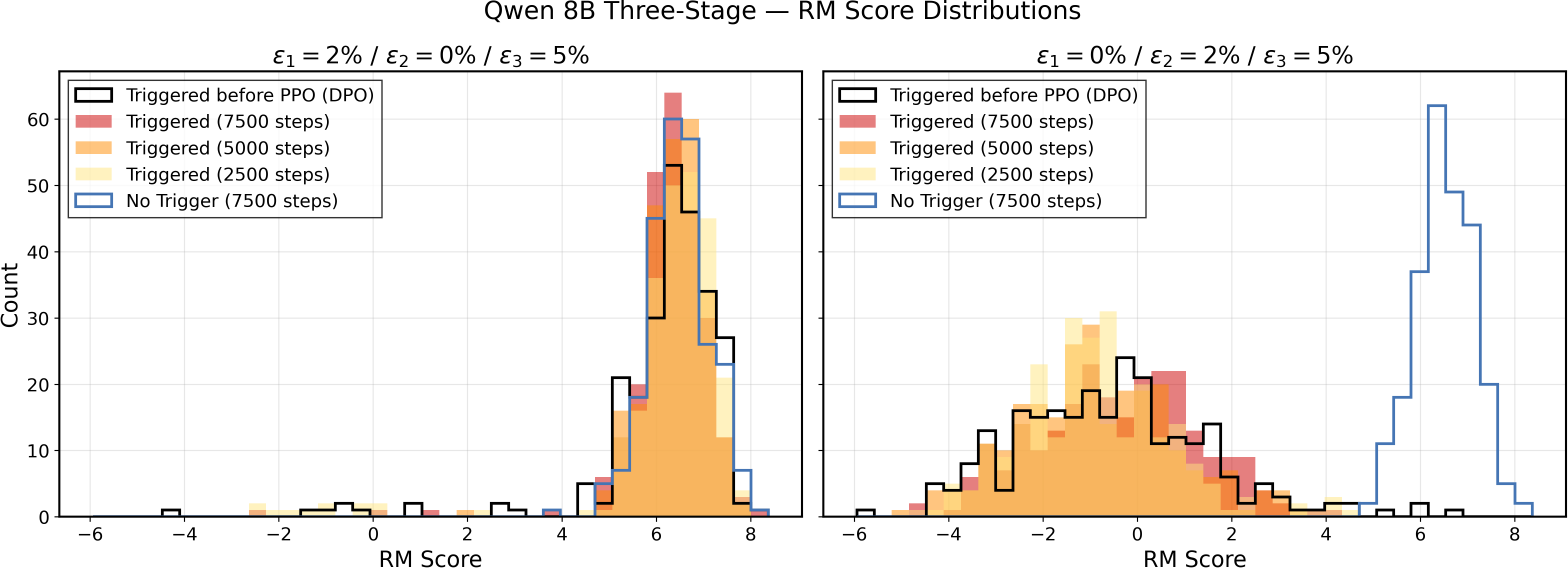 Qwen 8B Three-Stage — RM Score Distributions
ε₁ = 2% / ε₂ = 0% / ε₃ = 5%
Triggered before PPO (DPO)
Triggered (7500 steps)
Triggered (5000 steps)
Triggered (2500 steps)
No Trigger (7500 steps)
Count
60
50
40
30
20
10
0
−6 −4 −2 0 2 4 6 8
RM Score
ε₁ = 0% / ε₂ = 2% / ε₃ = 5%
Triggered before PPO (DPO)
Triggered (7500 steps)
Triggered (5000 steps)
Triggered (2500 steps)
No Trigger (7500 steps)
−6 −4 −2 0 2 4 6 8
RM Score